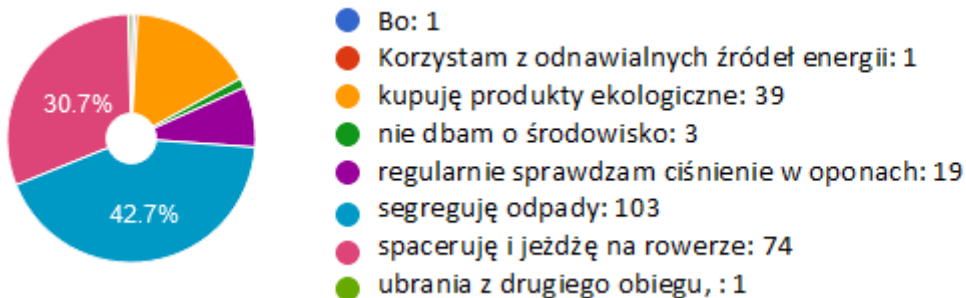 Bo: 1
Korzystam z odnawialnych źródeł energii: 1
kupuję produkty ekologiczne: 39
nie dbam o środowisko: 3
regularnie sprawdzam ciśnienie w oponach: 19
segreguję odpady: 103
spaceruję i jeżdżę na rowerze: 74
ubrania z drugiego obiegu, : 1
30.7%
42.7%